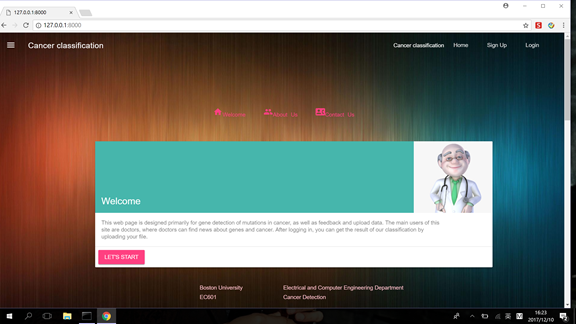 127.0.0.1:8000
127.0.0.1:8000
Cancer classification
Cancer classification Home Sign Up Login
Welcome About Us Contact Us
Welcome
This web page is designed primarily for gene detection of mutations in cancer, as well as feedback and upload data. The main users of this
site are doctors, where doctors can find news about genes and cancer. After logging in, you can get the result of our classification by
uploading your file.
LET'S START
Boston University Electrical and Computer Engineering Department
EC601 Cancer Detection
16:23
2017/12/10